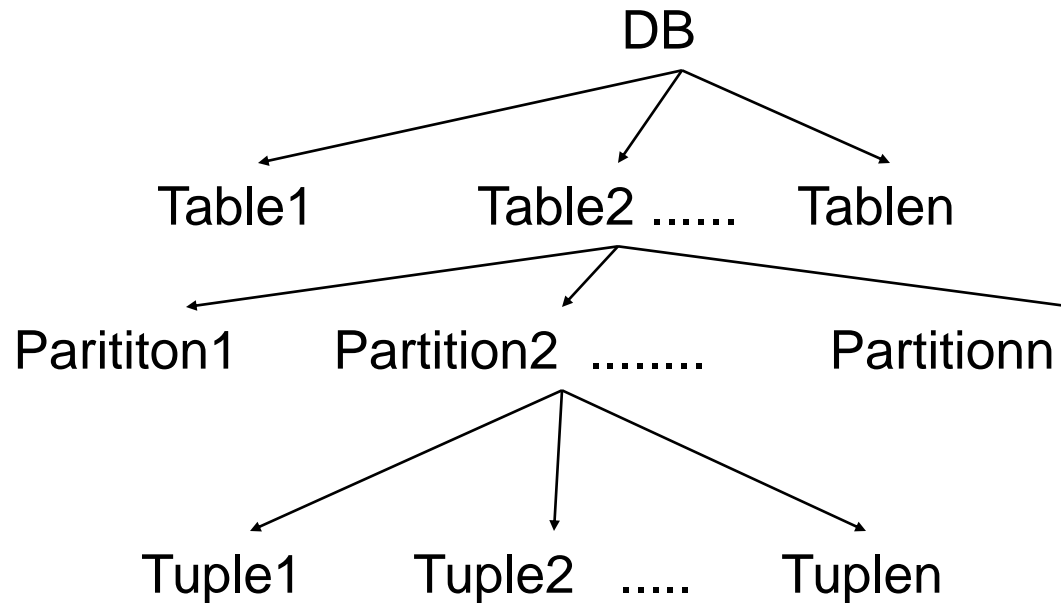 DB
Table1 Table2 ...... Tablen
Parititon1 Partition2 ........ Partitionn
Tuple1 Tuple2 ..... Tuplen